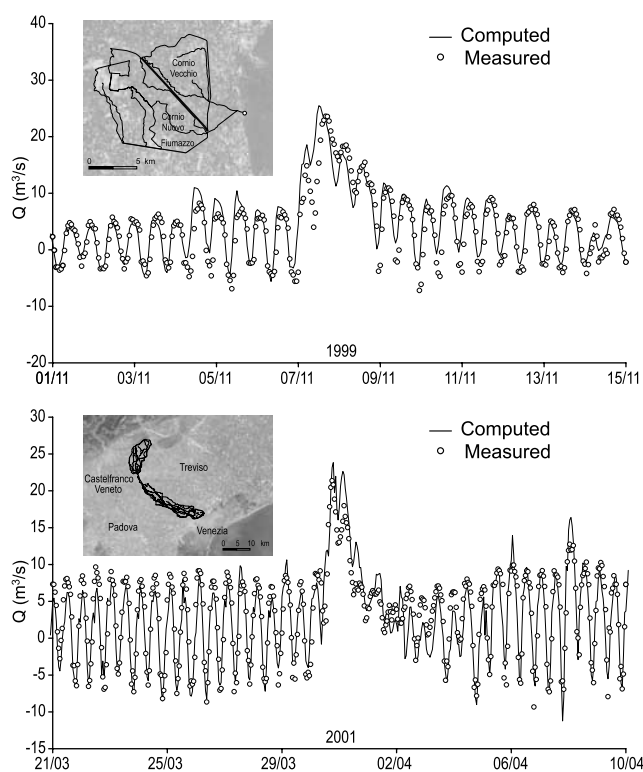 40
30
20
10
0
-10
-20
Q (m³/s)
Computed
Measured
Cornio
Vecchio
Cornio
Nuovo
Fiumazzo
0 5 km
1999
01/11 03/11 05/11 07/11 09/11 11/11 13/11 15/11
30
25
20
15
10
5
0
-5
-10
-15
Q (m³/s)
Computed
Measured
Treviso
Castelfranco
Veneto
Padova
Venezia
0 5 10 km
2001
21/03 25/03 29/03 02/04 06/04 10/04